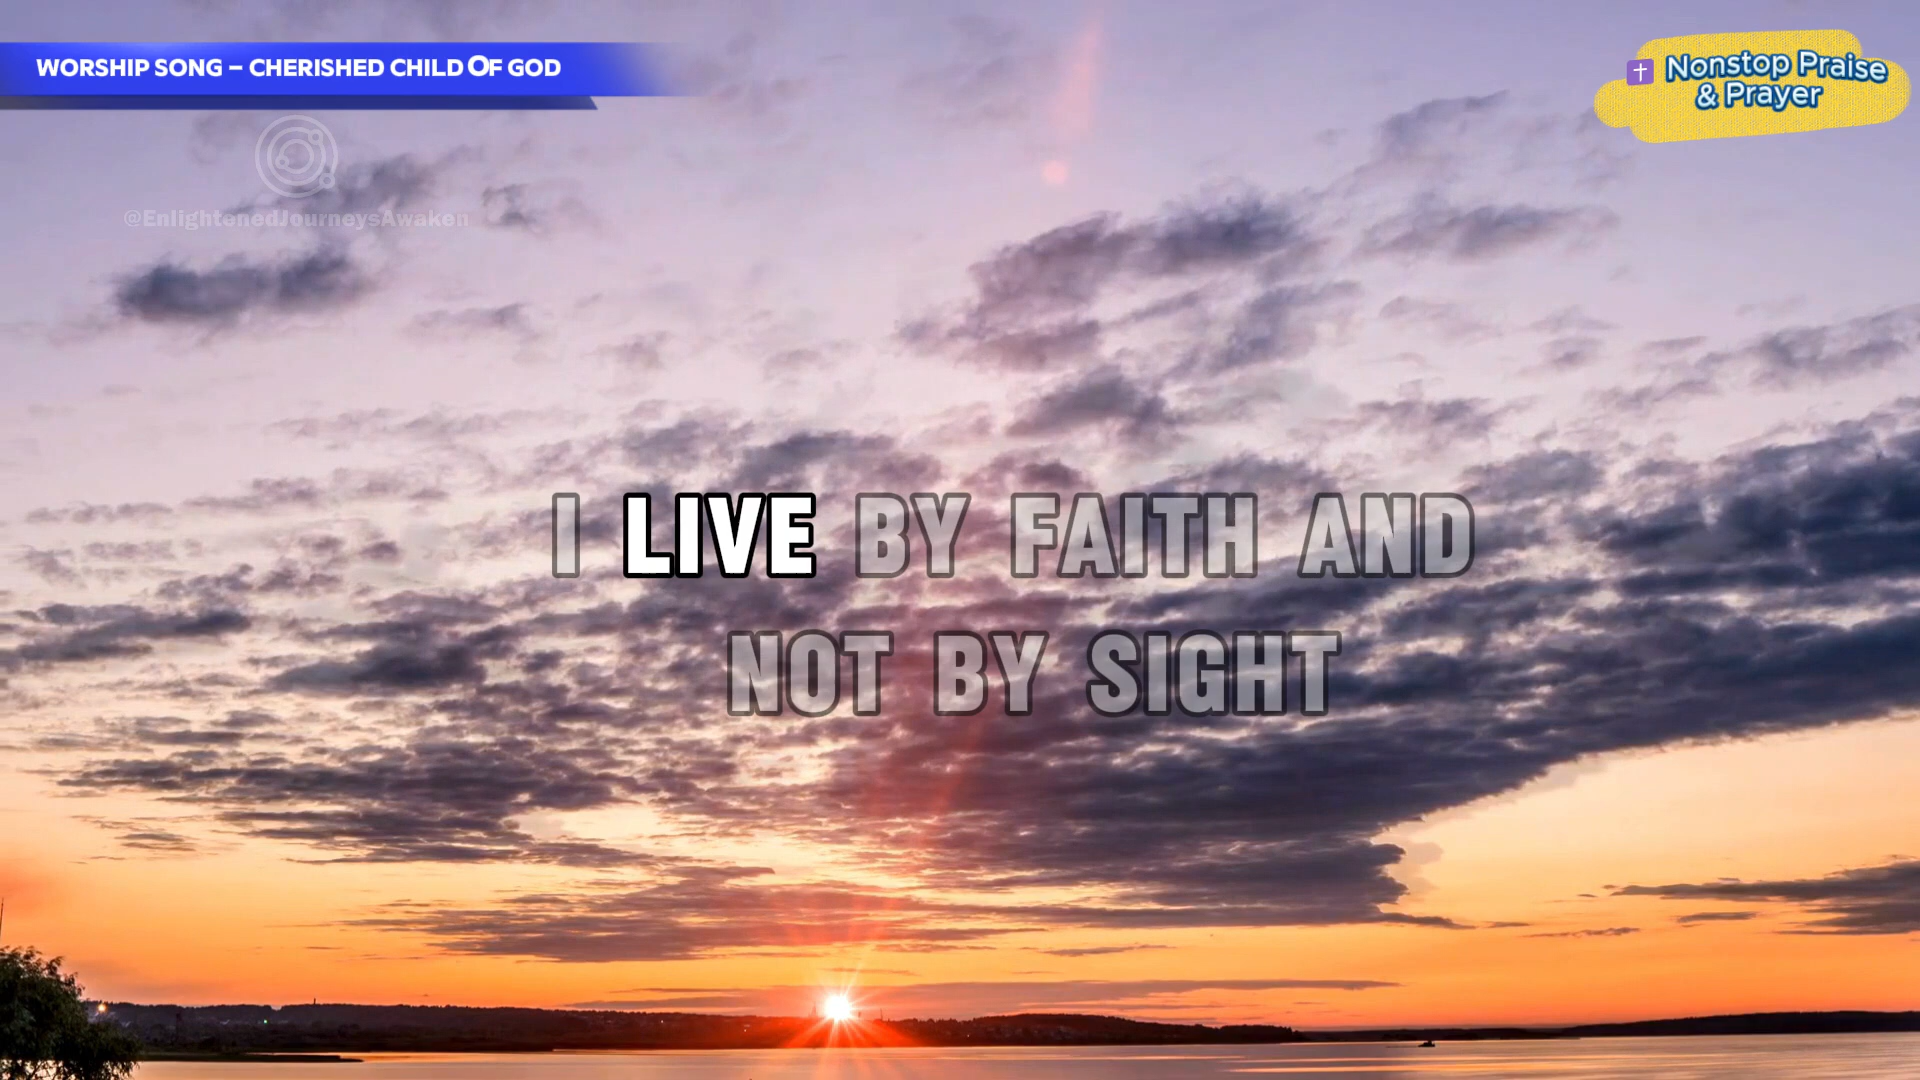 WORSHIP SONG – CHERISHED CHILD OF GOD
Nonstop Praise
& Prayer
@EnlightenedJourneysAwaken
I LIVE BY FAITH AND
NOT BY SIGHT